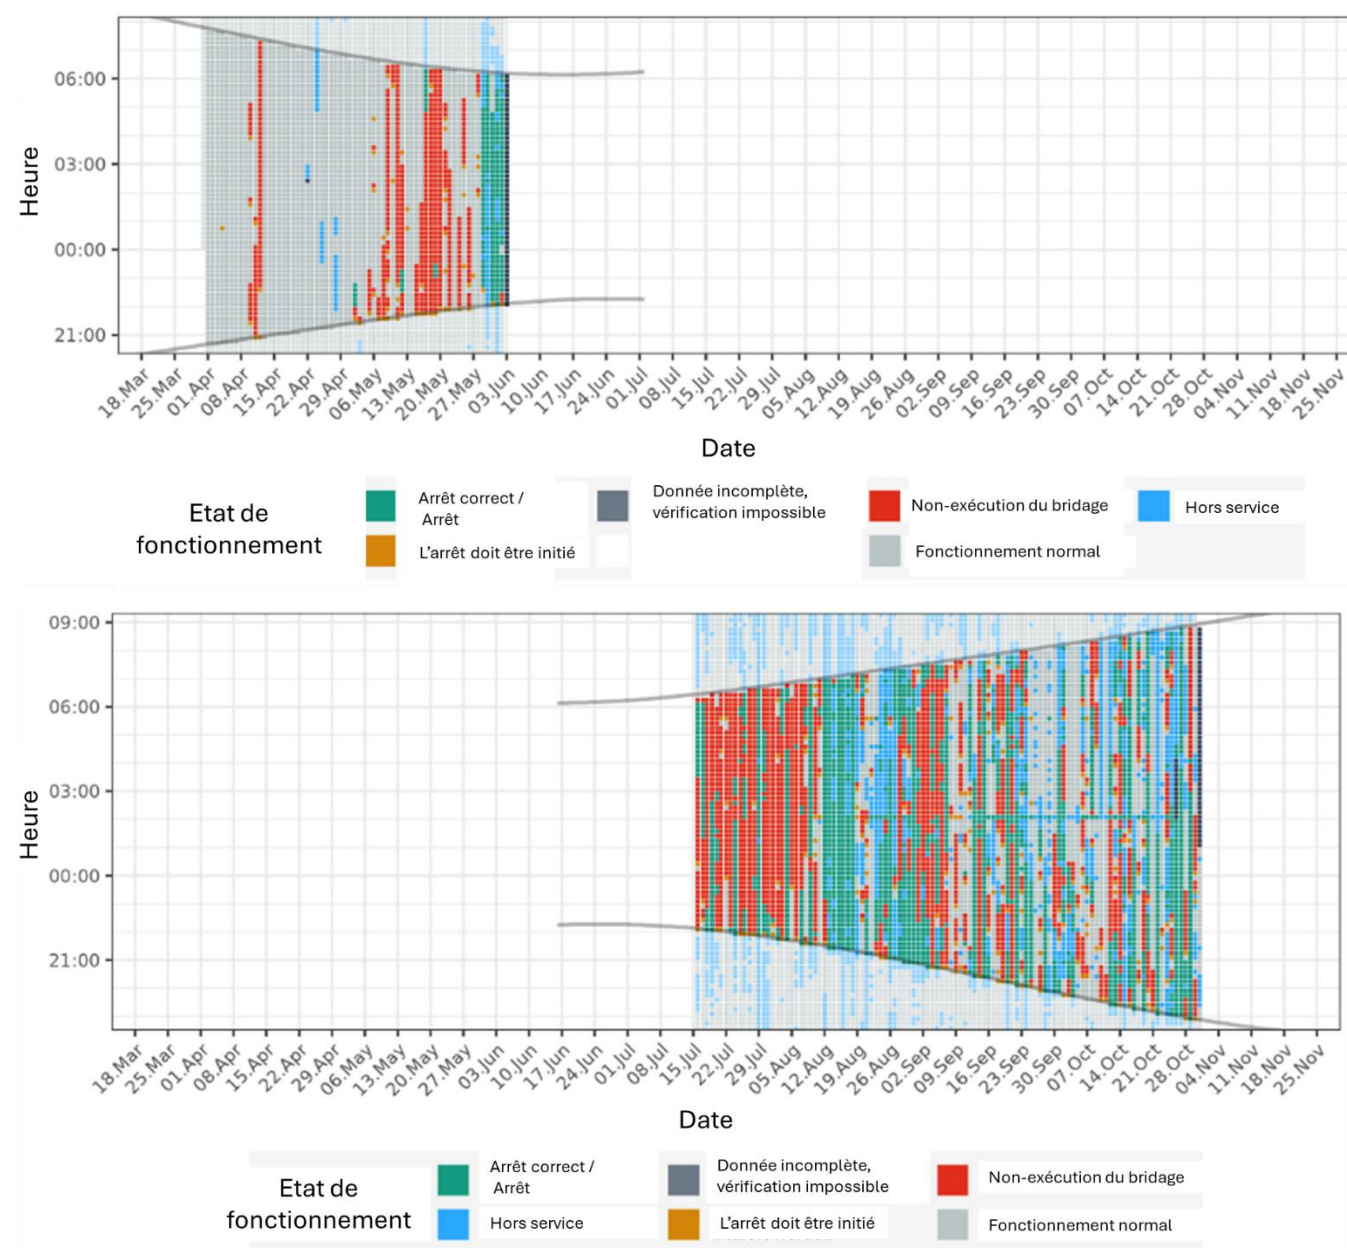 06:00
03:00
00:00
21:00
Heure
18.Mar 25.Mar 01.Apr 08.Apr 15.Apr 22.Apr 29.Apr 06.May 13.May 20.May 27.May 03.Jun 10.Jun 17.Jun 24.Jun 01.Jul 08.Jul 15.Jul 22.Jul 29.Jul 05.Aug 12.Aug 19.Aug 26.Aug 02.Sep 09.Sep 16.Sep 23.Sep 30.Sep 07.Oct 14.Oct 21.Oct 28.Oct 04.Nov 11.Nov 18.Nov 25.Nov
Date
Etat de
fonctionnement
Arrêt correct /
Arrêt
L'arrêt doit être initié
Donnée incomplète,
vérification impossible
Non-exécution du bridage
Fonctionnement normal
Hors service
09:00
06:00
03:00
00:00
21:00
Heure
18.Mar 25.Mar 01.Apr 08.Apr 15.Apr 22.Apr 29.Apr 06.May 13.May 20.May 27.May 03.Jun 10.Jun 17.Jun 24.Jun 01.Jul 08.Jul 15.Jul 22.Jul 29.Jul 05.Aug 12.Aug 19.Aug 26.Aug 02.Sep 09.Sep 16.Sep 23.Sep 30.Sep 07.Oct 14.Oct 21.Oct 28.Oct 04.Nov 11.Nov 18.Nov 25.Nov
Date
Etat de
fonctionnement
Arrêt correct /
Arrêt
Hors service
Donnée incomplète,
vérification impossible
L'arrêt doit être initié
Non-exécution du bridage
Fonctionnement normal